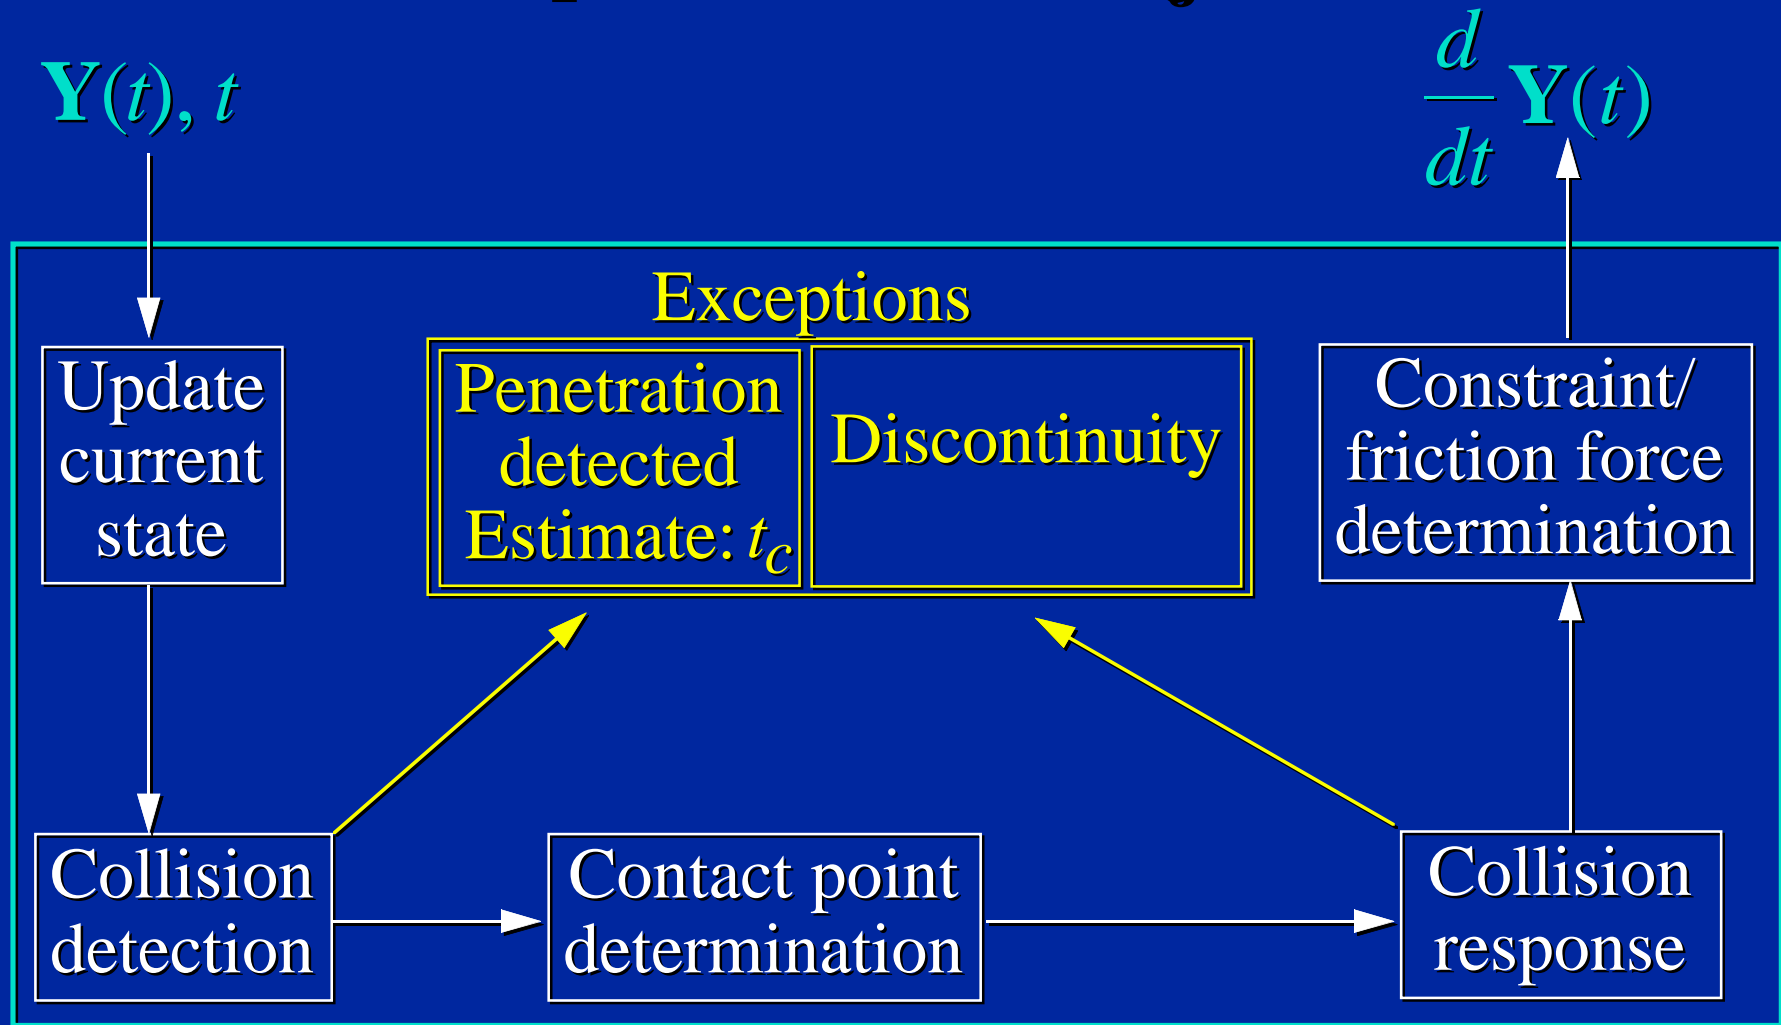 Y(t), t
d
dt
Y(t)
Exceptions
Update
current
state
Penetration
detected
Estimate: t_c
Discontinuity
Constraint/
friction force
determination
Collision
detection
Contact point
determination
Collision
response